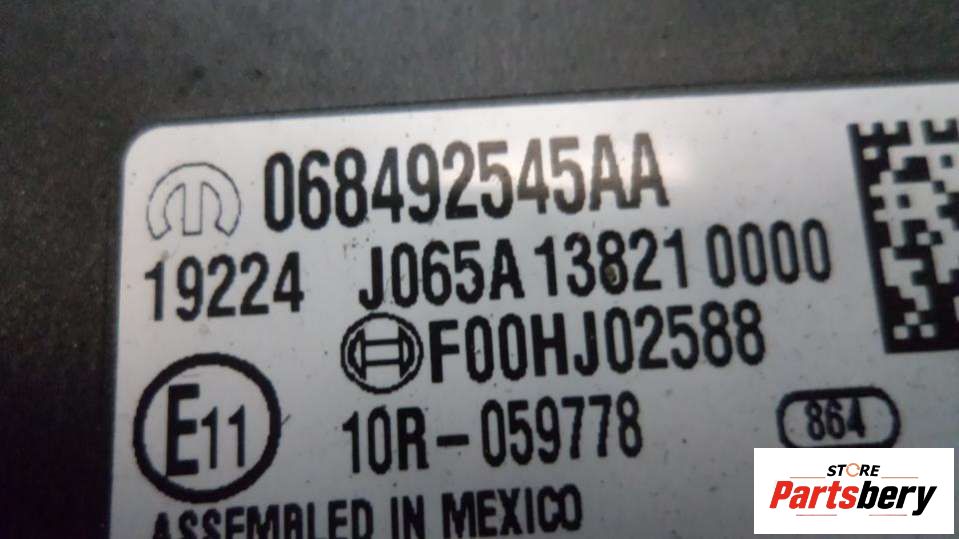 068492545AA
19224 J065A 13821 0000
F00HJ02588
E11 10R-059778 864
ASSEMBLED IN MEXICO
STORE
Partsbery